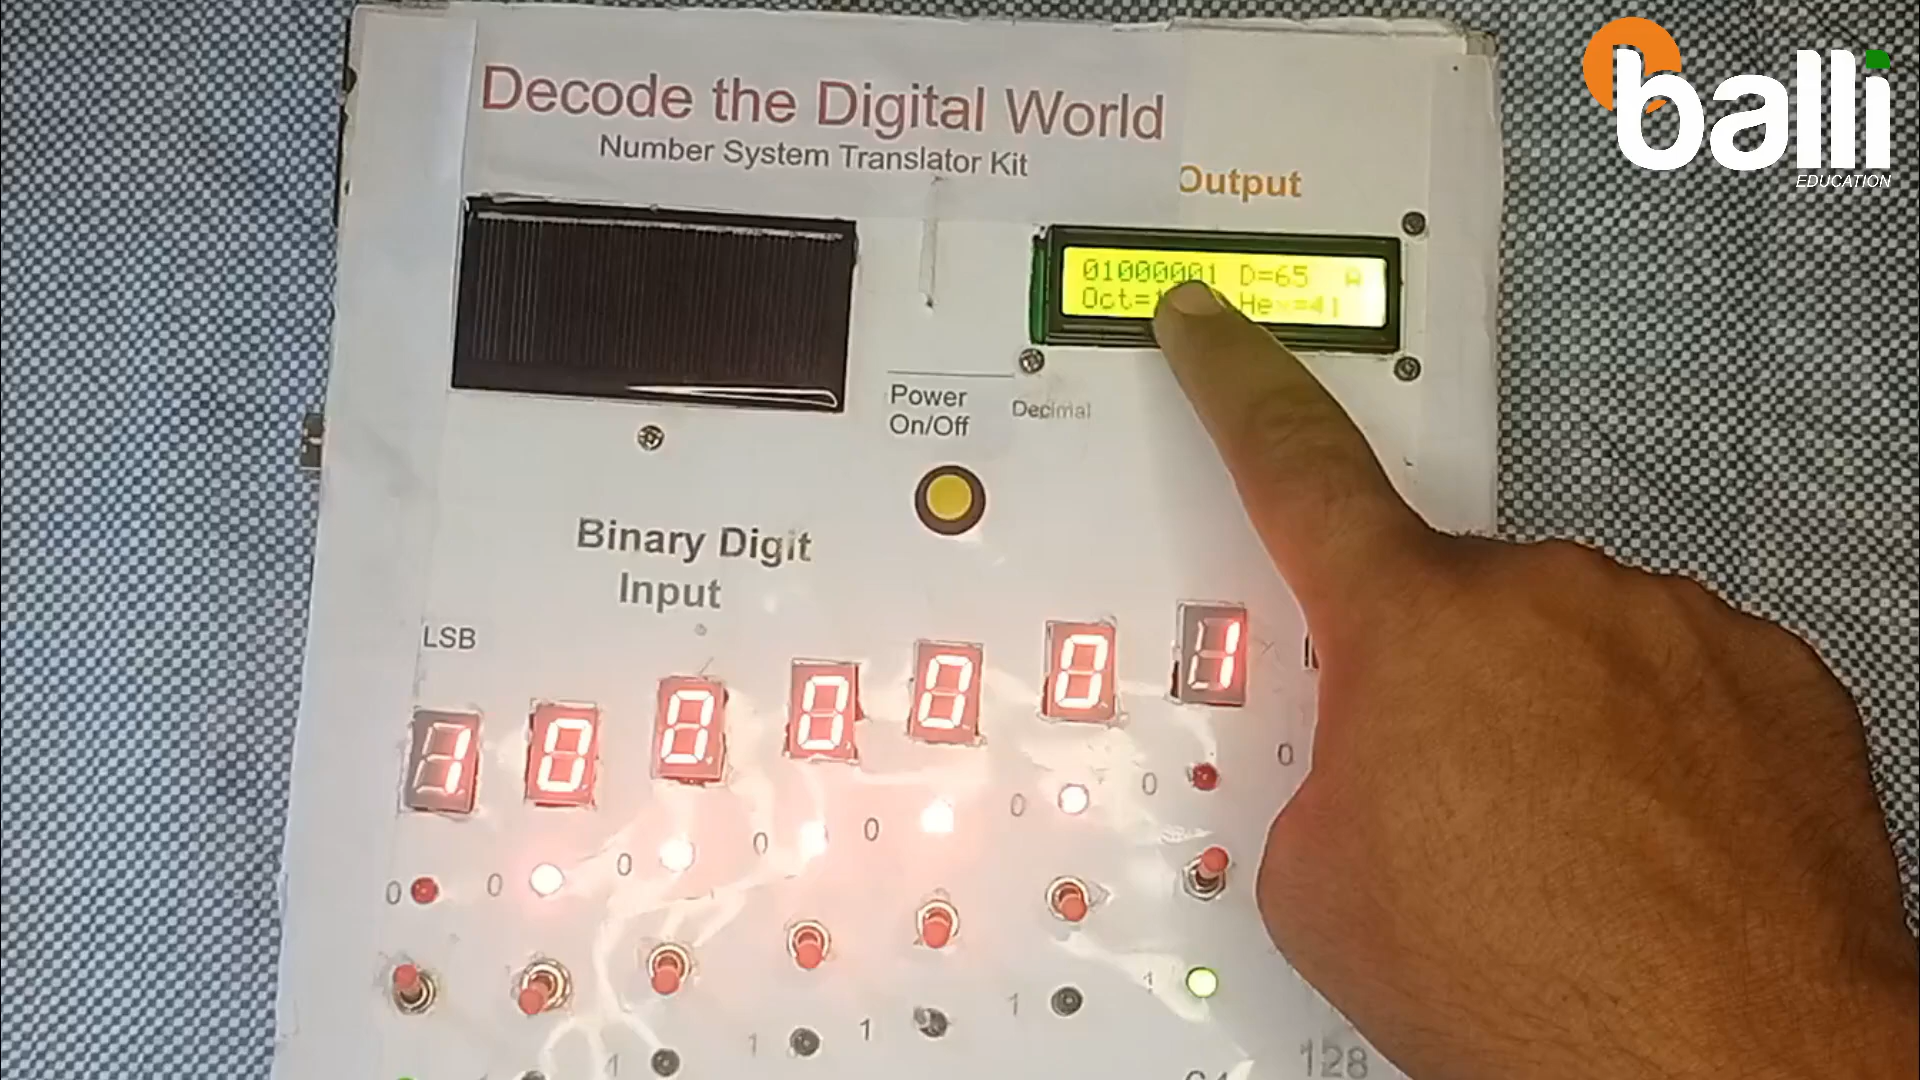 balli
EDUCATION
Decode the Digital World
Number System Translator Kit
Output
01000001 D=65 A
Oct=1 Hex=41
Power
On/Off
Decimal
Binary Digit
Input
LSB
1 0 0 0 0 0 1
0 0 0 0 0 0 0 0
1 1 1 1 1
128